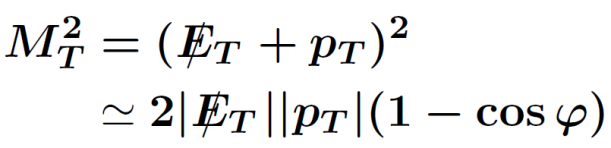 M_T^2 = (E̸_T + p_T)^2
≃ 2|E̸_T||p_T|(1 − cos φ)